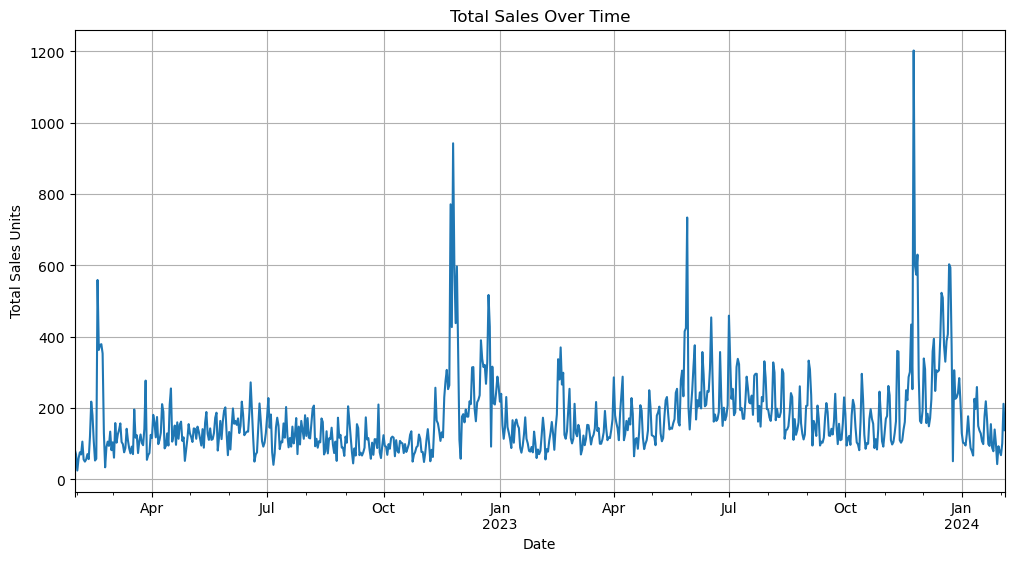 Total Sales Over Time
Total Sales Units
1200
1000
800
600
400
200
0
Apr Jul Oct Jan Apr Jul Oct Jan
2023 2024
Date